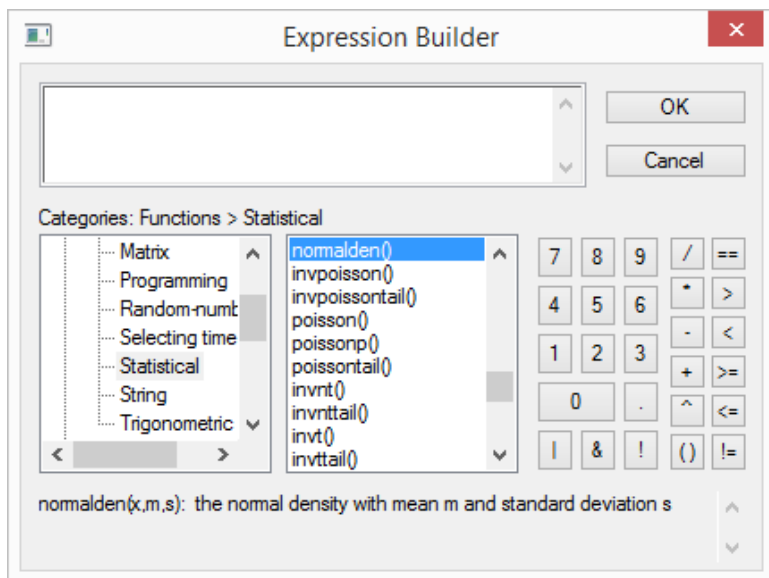 Expression Builder
OK
Cancel
Categories: Functions > Statistical
Matrix
Programming
Random-numb
Selecting time
Statistical
String
Trigonometric
normalden()
invpoisson()
invpoissontail()
poisson()
poissonp()
poissontail()
invnt()
invnttail()
invt()
invttail()
7 8 9 / ==
4 5 6 * >
1 2 3 - <
+ >=
0 . ^ <=
| & ! () !=
normalden(x,m,s): the normal density with mean m and standard deviation s